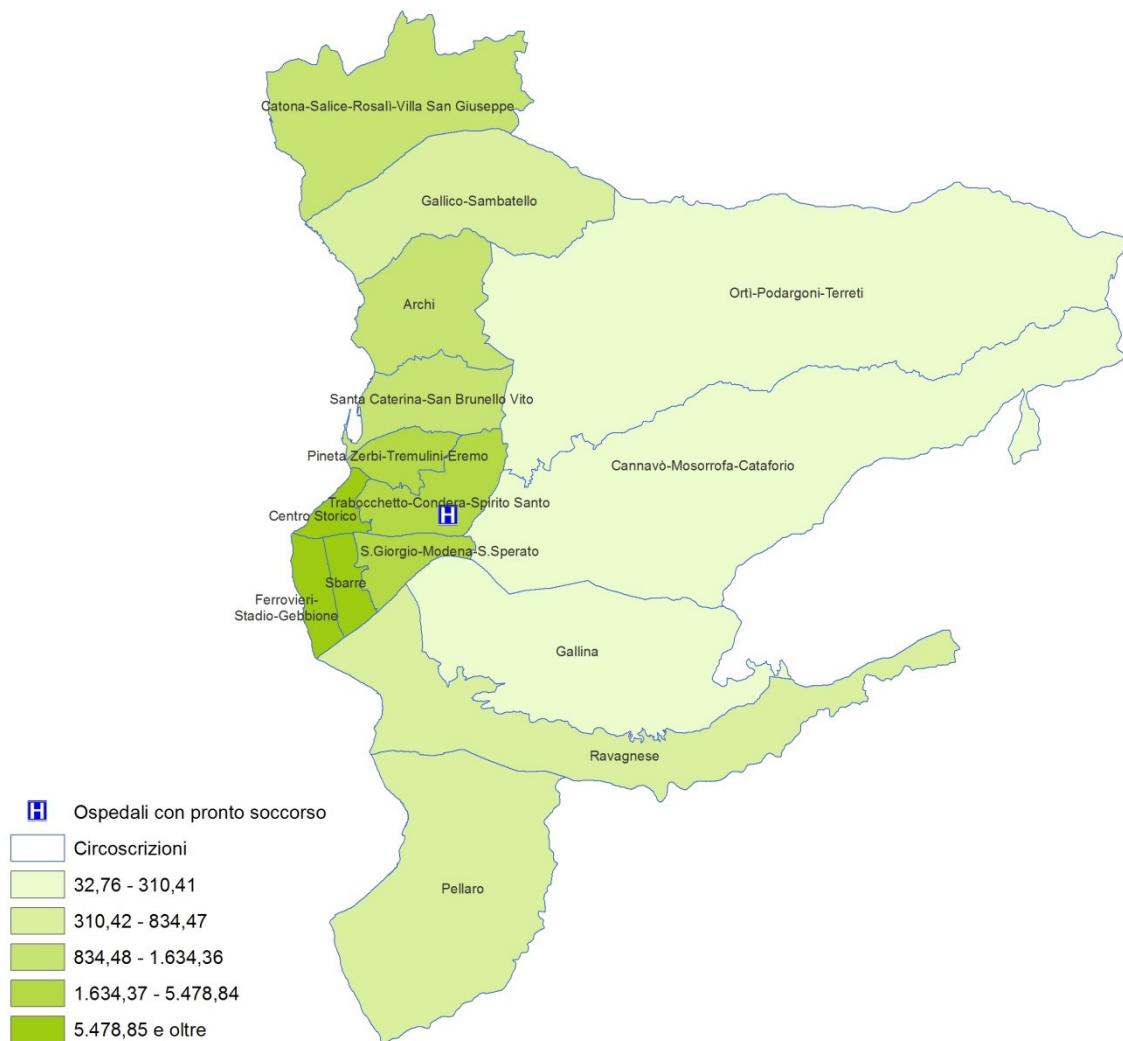 Catona-Salice-Rosalì-Villa San Giuseppe
Gallico-Sambatello
Ortì-Podargoni-Terreti
Archi
Santa Caterina-San Brunello Vito
Pineta Zerbi-Tremulini-Eremo
Cannavò-Mosorrofa-Cataforio
Trabocchetto-Condera-Spirito Santo
Centro Storico
H
S.Giorgio-Modena-S.Sperato
Sbarre
Ferrovieri-
Stadio-Gebbione
Gallina
Ravagnese
Pellaro
H Ospedali con pronto soccorso
Circoscrizioni
32,76 - 310,41
310,42 - 834,47
834,48 - 1.634,36
1.634,37 - 5.478,84
5.478,85 e oltre